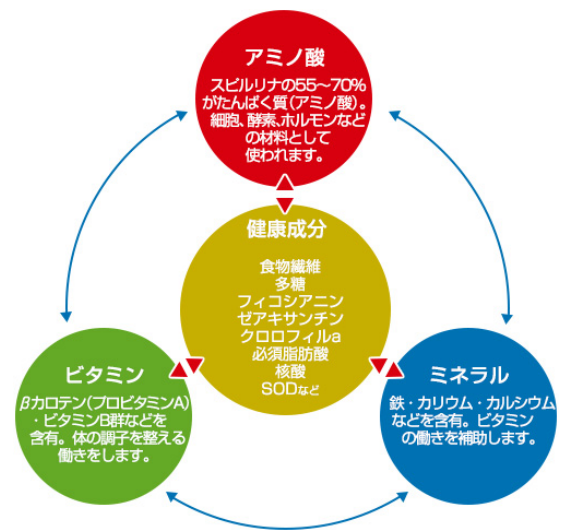 アミノ酸
スピルリナの55〜70%
がたんぱく質(アミノ酸)。
細胞、酵素、ホルモンなど
の材料として
使われます。
健康成分
食物繊維
多糖
フィコシアニン
ゼアキサンチン
クロロフィルa
必須脂肪酸
核酸
SODなど
ビタミン
βカロテン(プロビタミンA)
・ビタミンB群などを
含有。体の調子を整える
働きをします。
ミネラル
鉄・カリウム・カルシウム
などを含有。ビタミン
の働きを補助します。